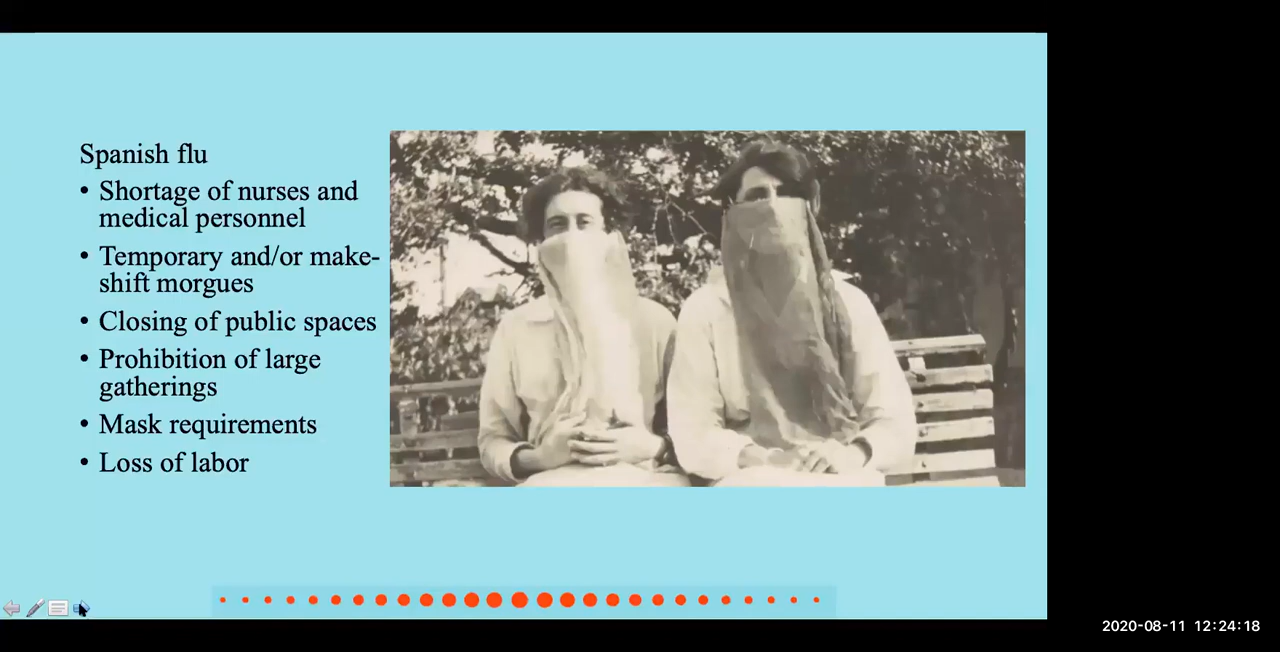 Spanish flu
• Shortage of nurses and
medical personnel
• Temporary and/or make-
shift morgues
• Closing of public spaces
• Prohibition of large
gatherings
• Mask requirements
• Loss of labor
2020-08-11 12:24:18